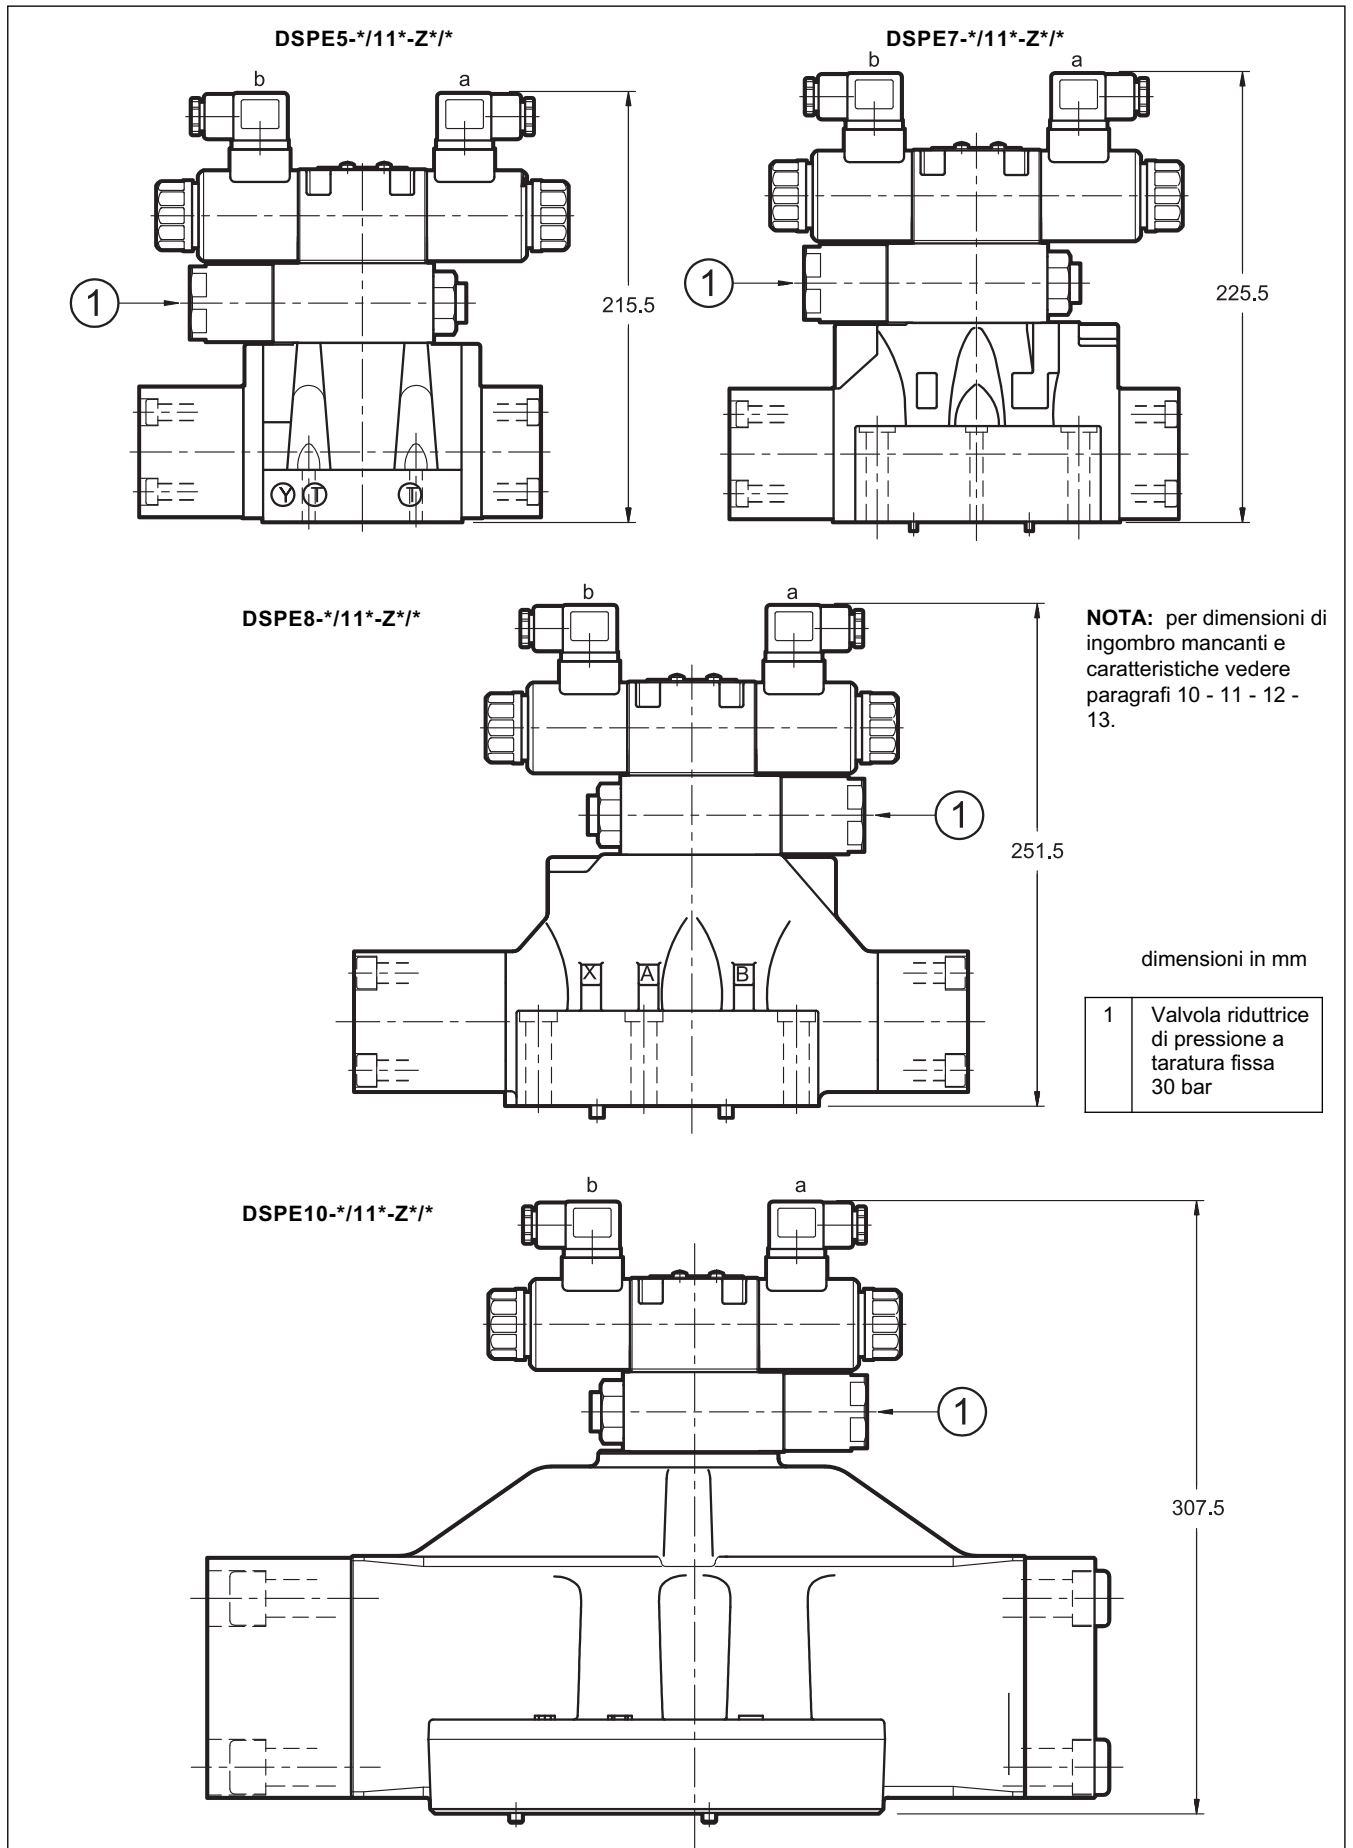 DSPE5-*/11*-Z*/*
b
a
215.5
1
Y
T
T
DSPE7-*/11*-Z*/*
b
a
225.5
1
DSPE8-*/11*-Z*/*
b
a
251.5
1
X
A
B
NOTA: per dimensioni di
ingombro mancanti e
caratteristiche vedere
paragrafi 10 - 11 - 12 -
13.
dimensioni in mm
1 Valvola riduttrice
di pressione a
taratura fissa
30 bar
DSPE10-*/11*-Z*/*
b
a
307.5
1